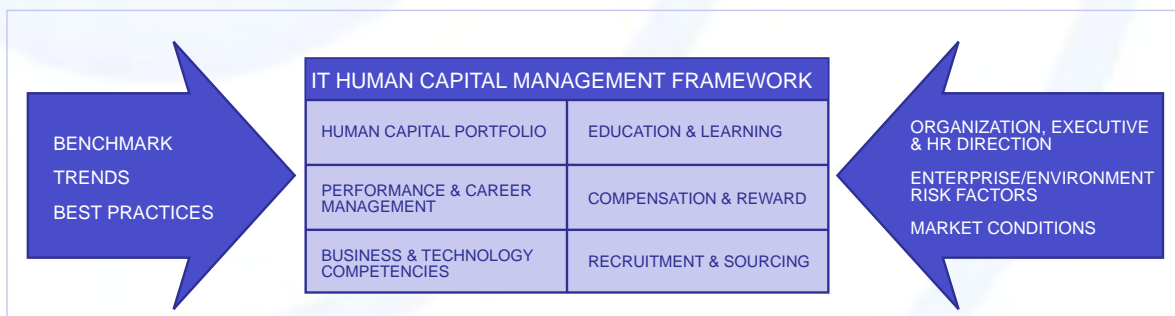 BENCHMARK
TRENDS
BEST PRACTICES
IT HUMAN CAPITAL MANAGEMENT FRAMEWORK
HUMAN CAPITAL PORTFOLIO
EDUCATION & LEARNING
PERFORMANCE & CAREER
MANAGEMENT
COMPENSATION & REWARD
BUSINESS & TECHNOLOGY
COMPETENCIES
RECRUITMENT & SOURCING
ORGANIZATION, EXECUTIVE
& HR DIRECTION
ENTERPRISE/ENVIRONMENT
RISK FACTORS
MARKET CONDITIONS